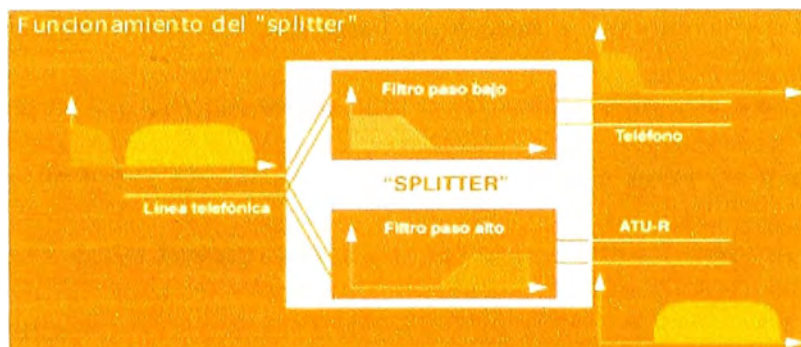 Funcionamiento del "splitter"
Filtro paso bajo
Teléfono
"SPLITTER"
Línea telefónica
Filtro paso alto
ATU-R